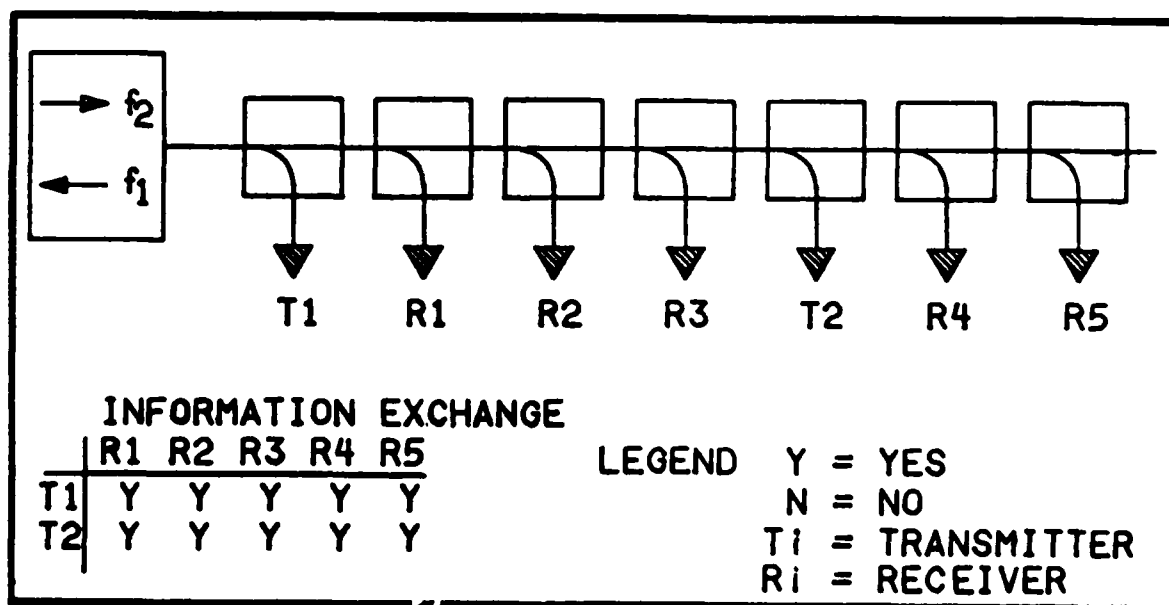 f2
f1
T1 R1 R2 R3 T2 R4 R5
INFORMATION EXCHANGE
R1 R2 R3 R4 R5
T1 Y Y Y Y Y
T2 Y Y Y Y Y
LEGEND Y = YES
N = NO
Ti = TRANSMITTER
Ri = RECEIVER